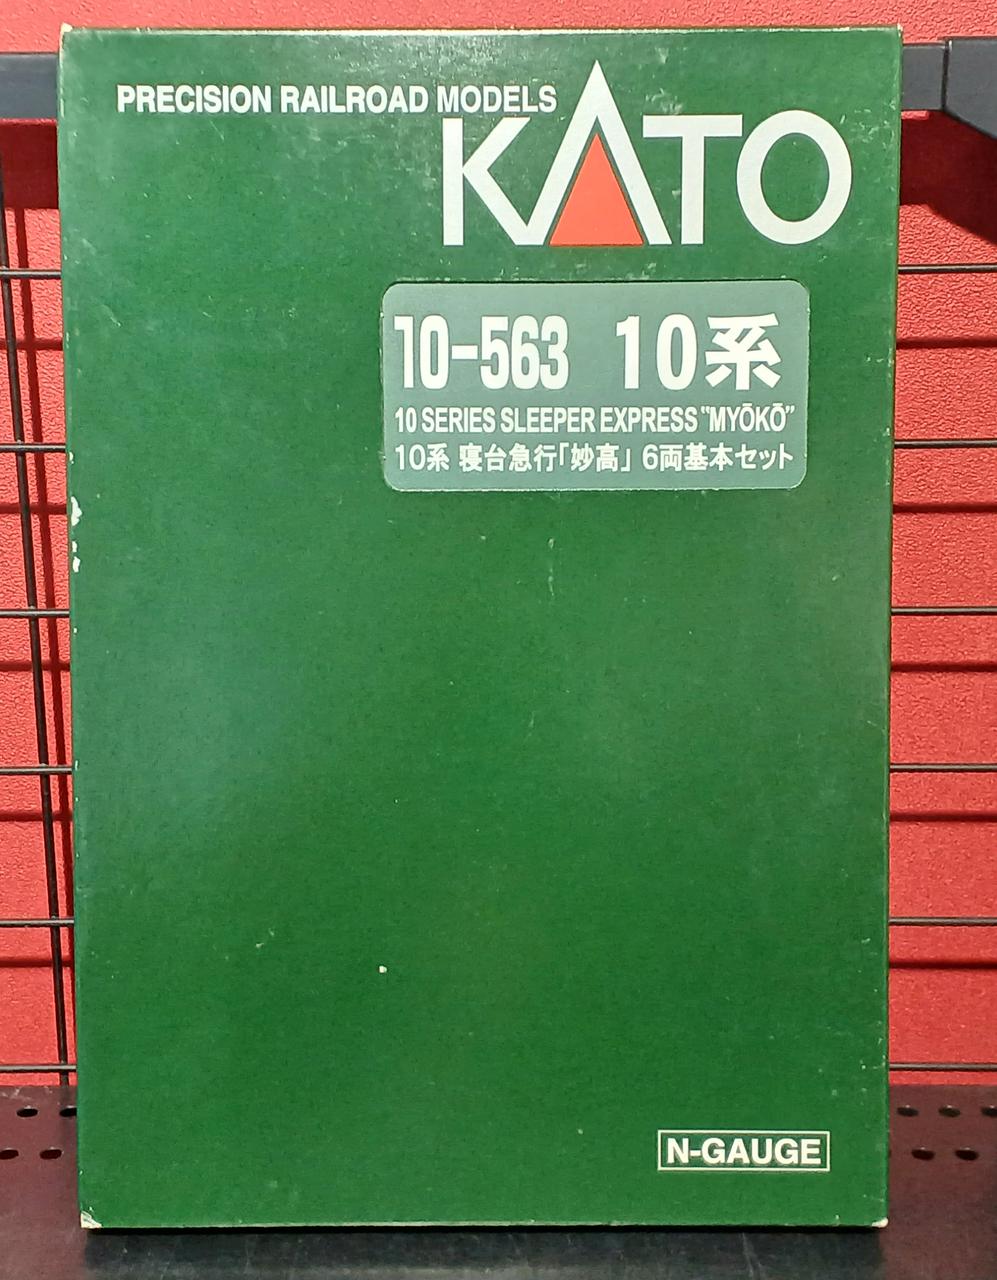 PRECISION RAILROAD MODELS
KATO
10-563 10系
10 SERIES SLEEPER EXPRESS "MYŌKŌ"
10系 寝台急行「妙高」 6両基本セット
N-GAUGE